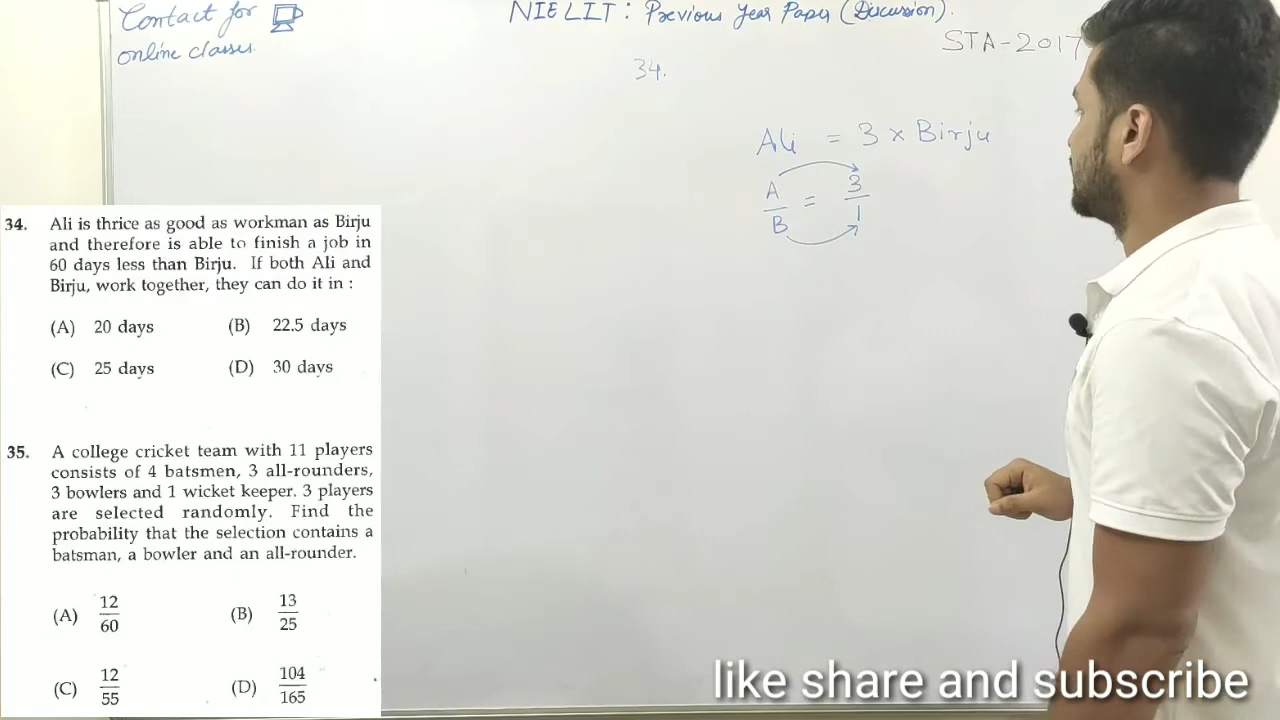 Contact for
online classes.
NIELIT : Previous Year Paper (Discussion).
STA-2017
34.
Ali = 3 x Birju
A/B = 3/1
34. Ali is thrice as good as workman as Birju
and therefore is able to finish a job in
60 days less than Birju. If both Ali and
Birju, work together, they can do it in :
(A) 20 days (B) 22.5 days
(C) 25 days (D) 30 days
35. A college cricket team with 11 players
consists of 4 batsmen, 3 all-rounders,
3 bowlers and 1 wicket keeper. 3 players
are selected randomly. Find the
probability that the selection contains a
batsman, a bowler and an all-rounder.
(A) 12/60 (B) 13/25
(C) 12/55 (D) 104/165
like share and subscribe